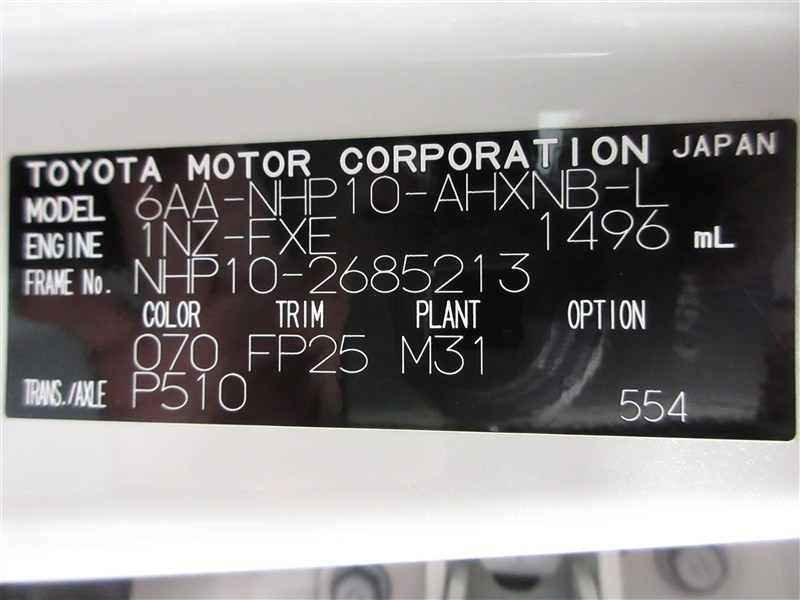 TOYOTA MOTOR CORPORATION JAPAN
MODEL 6AA-NHP10-AHXNB-L
ENGINE 1NZ-FXE 1496 mL
FRAME No. NHP10-2685213
COLOR TRIM PLANT OPTION
070 FP25 M31
TRANS./AXLE P510 554